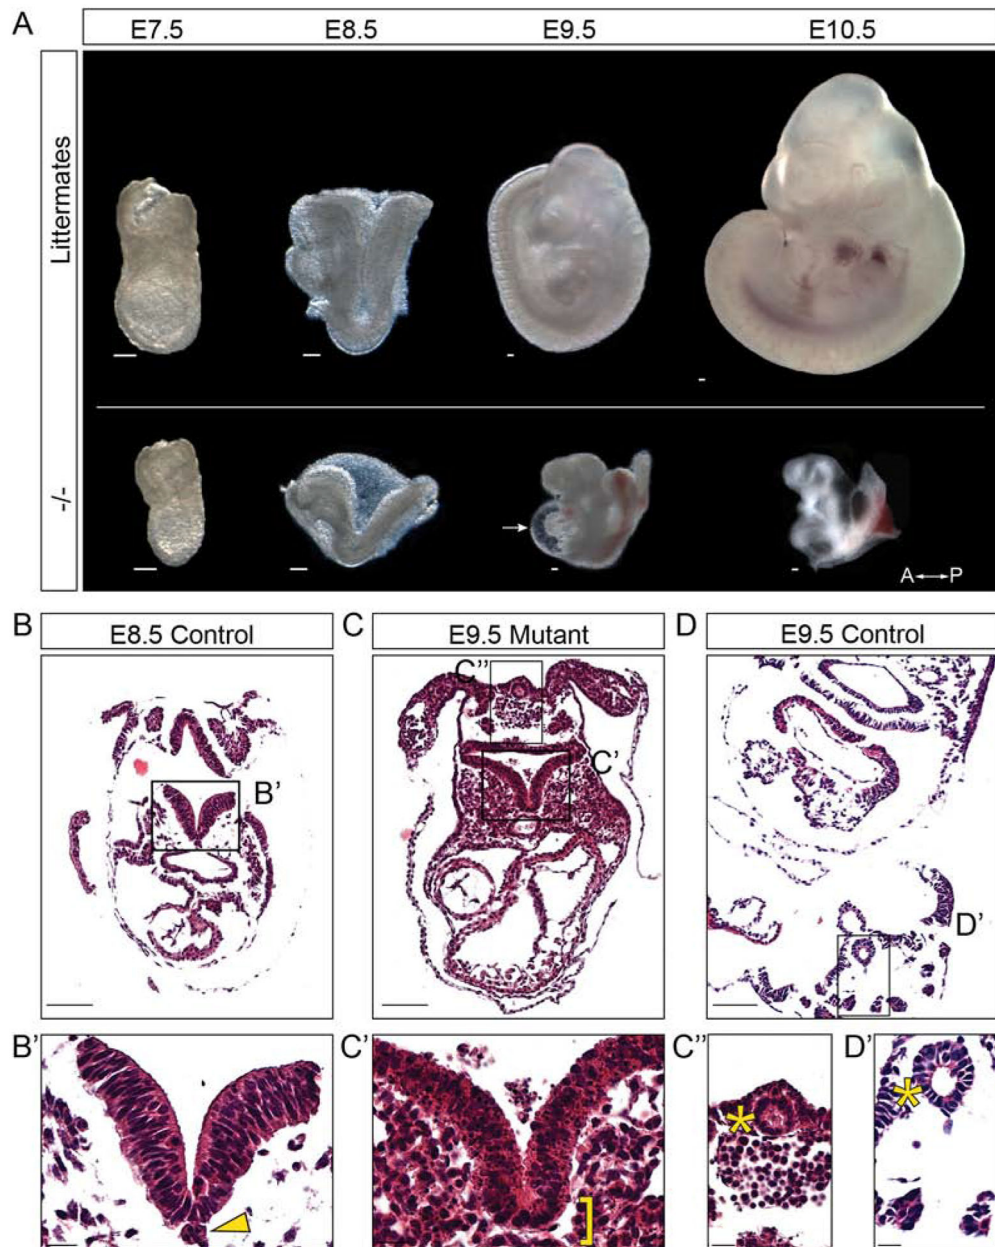 A
E7.5 E8.5 E9.5 E10.5
Littermates
-/-
A P
B E8.5 Control
C E9.5 Mutant
D E9.5 Control
B'
C''
C'
D'
B'
C'
C''
D'